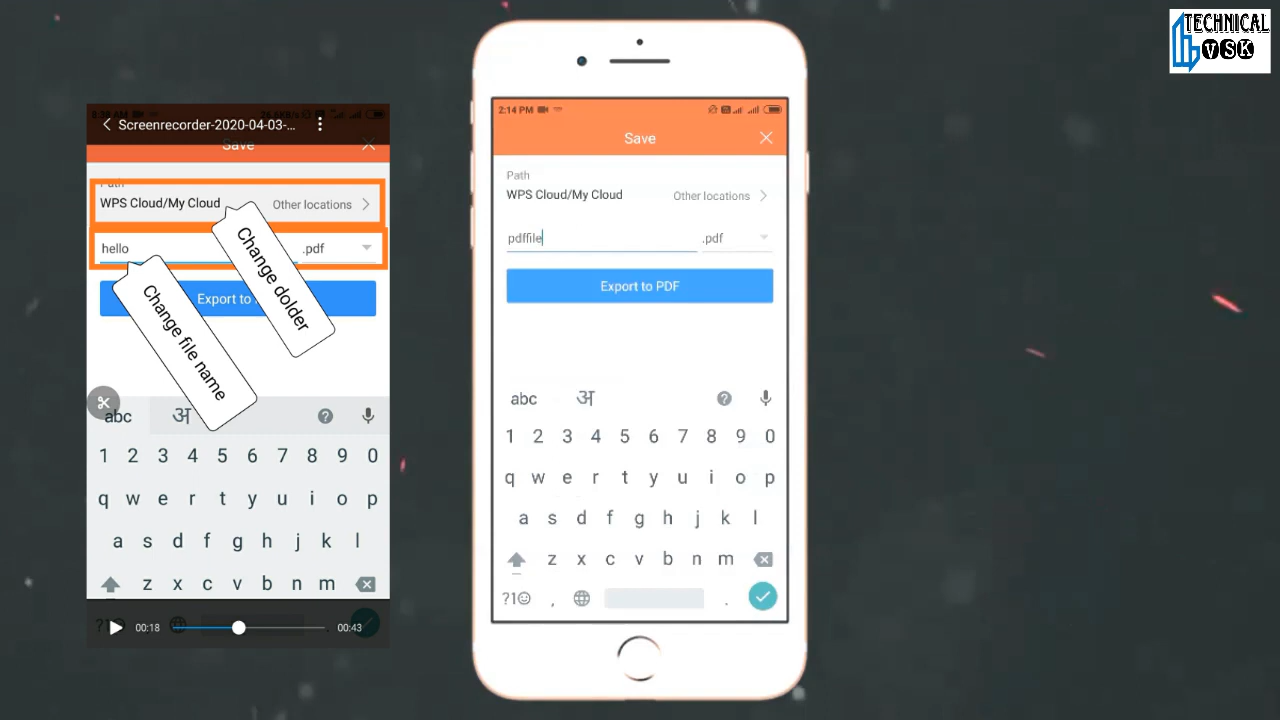 TECHNICAL
VSK
Screenrecorder-2020-04-03-...
Save
Path
WPS Cloud/My Cloud
Other locations
hello
.pdf
Export to
Change dolder
Change file name
abc
अ
1 2 3 4 5 6 7 8 9 0
q w e r t y u i o p
a s d f g h j k l
z x c v b n m
?1
00:18
00:43
2:14 PM
Save
Path
WPS Cloud/My Cloud
Other locations
pdffile
.pdf
Export to PDF
abc
अ
?
1 2 3 4 5 6 7 8 9 0
q w e r t y u i o p
a s d f g h j k l
z x c v b n m
?1☺ , .